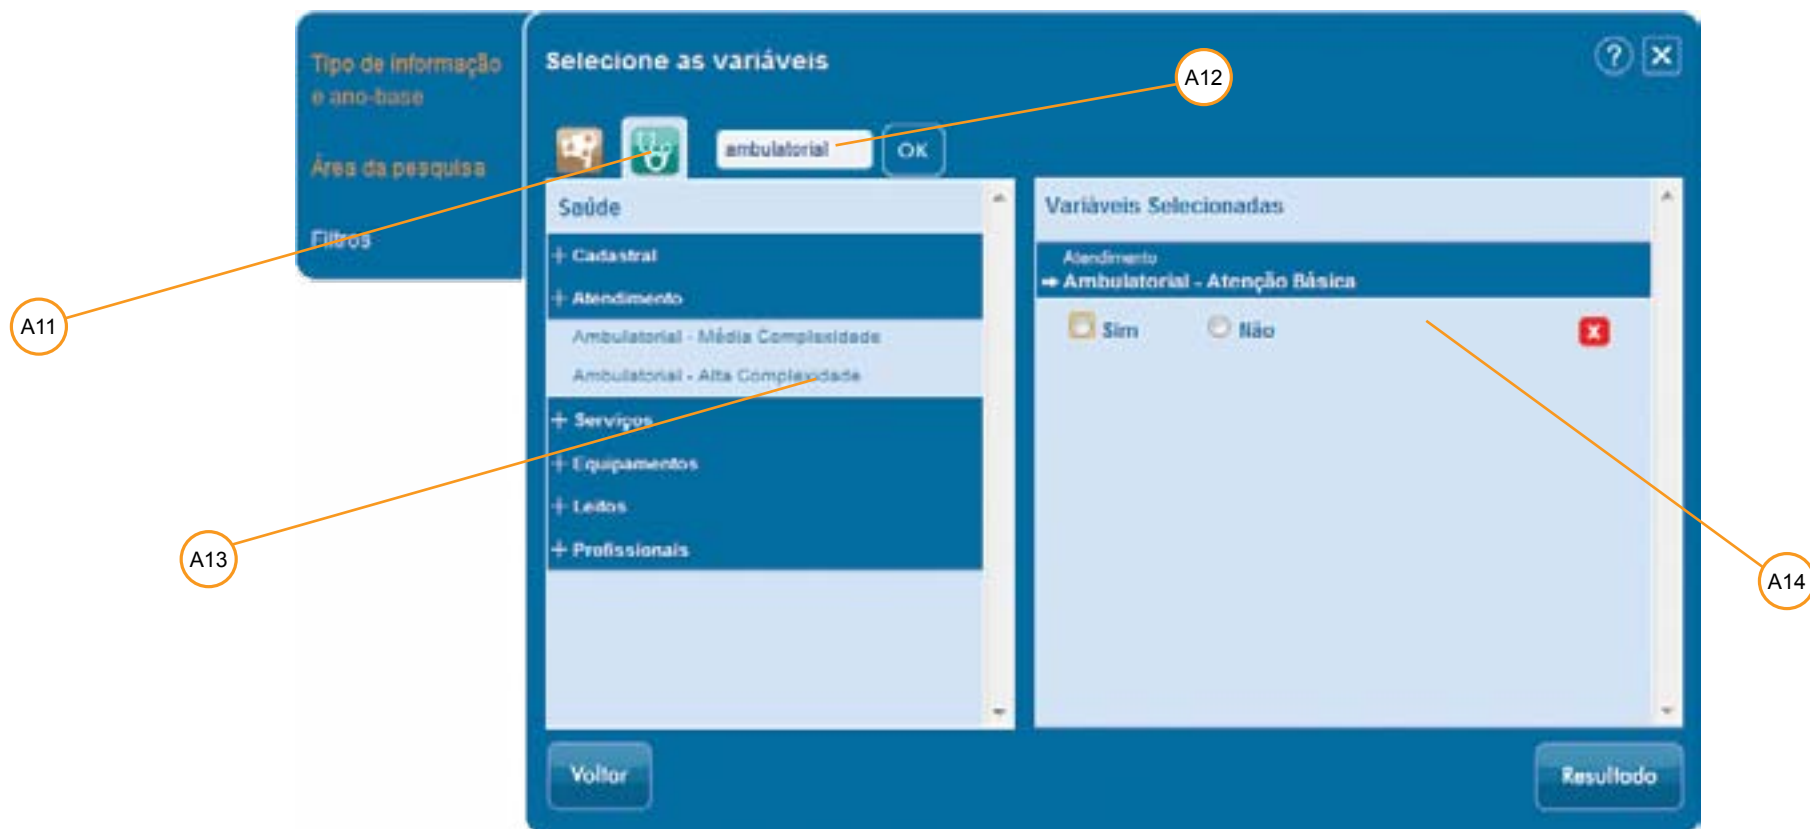 Tipo de informação
e ano-base
Área da pesquisa
Filtros
Selecione as variáveis
?
A12
ambulatorial
OK
Saúde
+ Cadastral
+ Atendimento
Ambulatorial - Média Complexidade
Ambulatorial - Alta Complexidade
+ Serviços
+ Equipamentos
+ Leitos
+ Profissionais
Variáveis Selecionadas
Atendimento
Ambulatorial - Atenção Básica
Sim
Não
A11
A13
A14
Voltar
Resultado